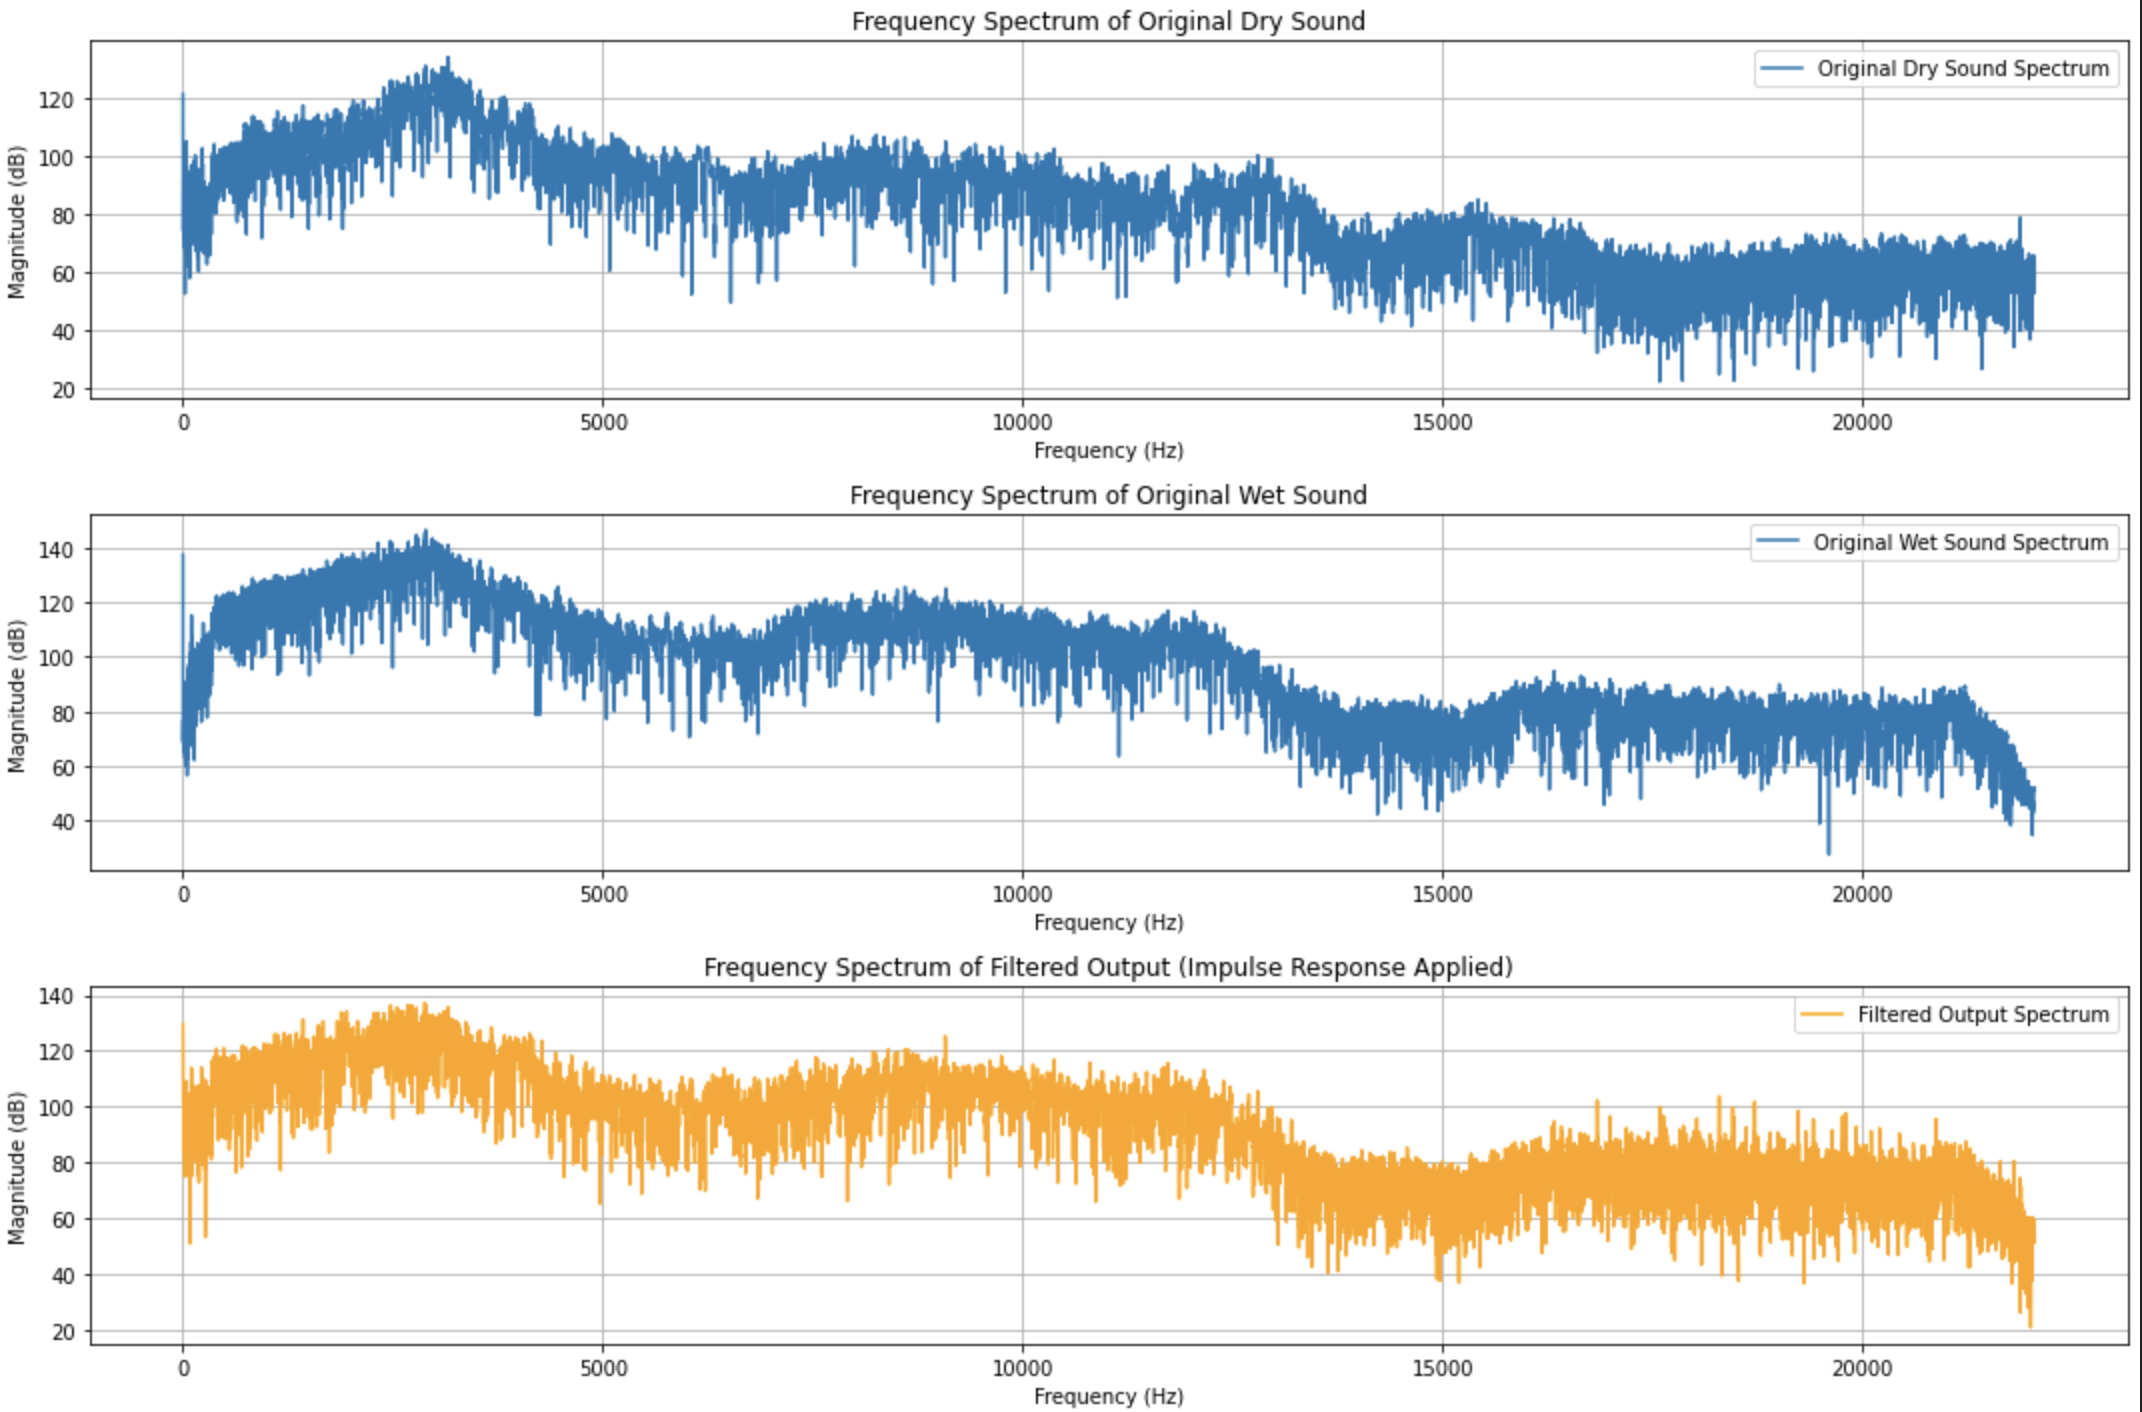 Frequency Spectrum of Original Dry Sound
Original Dry Sound Spectrum
Magnitude (dB)
120
100
80
60
40
20
0 5000 10000 15000 20000
Frequency (Hz)
Frequency Spectrum of Original Wet Sound
Original Wet Sound Spectrum
Magnitude (dB)
140
120
100
80
60
40
0 5000 10000 15000 20000
Frequency (Hz)
Frequency Spectrum of Filtered Output (Impulse Response Applied)
Filtered Output Spectrum
Magnitude (dB)
140
120
100
80
60
40
20
0 5000 10000 15000 20000
Frequency (Hz)